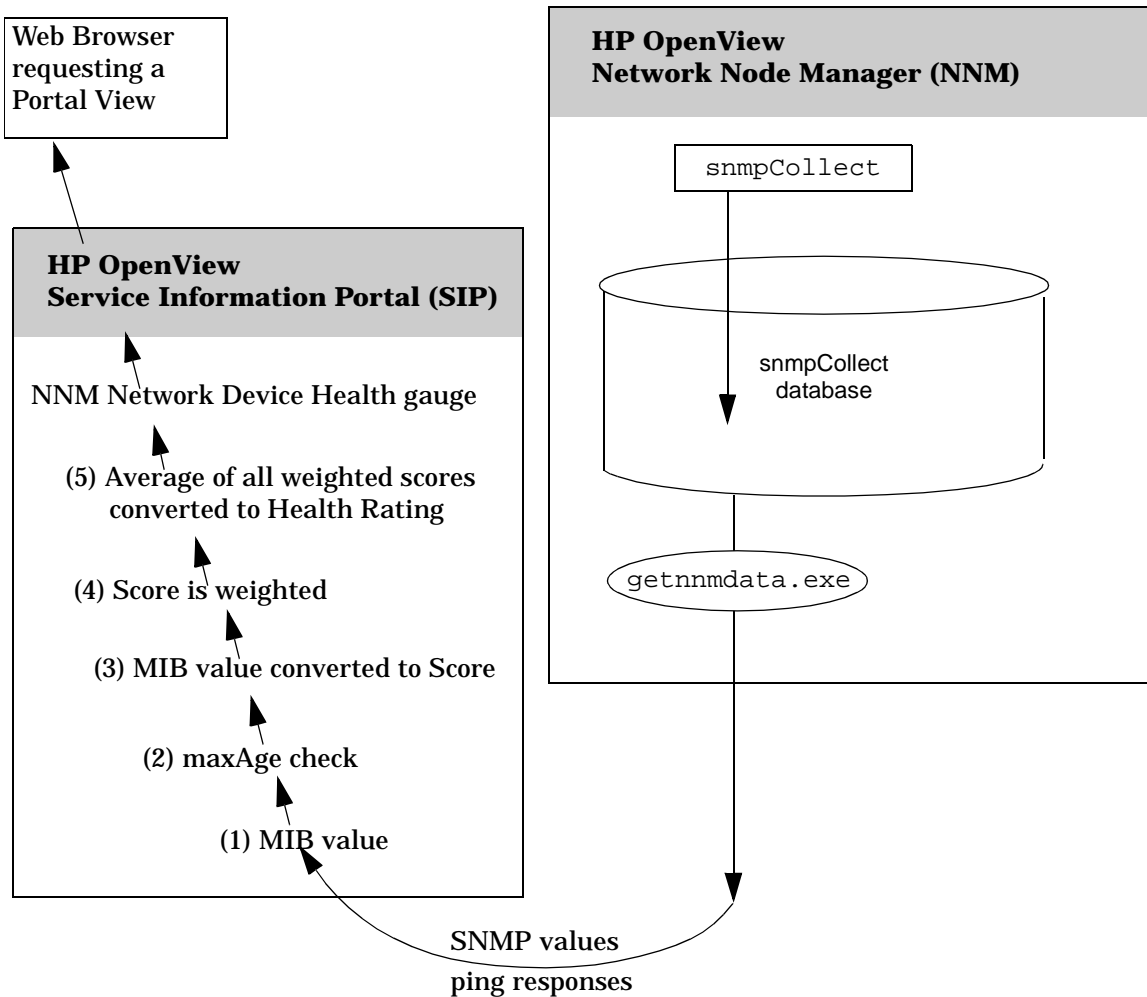 Web Browser
requesting a
Portal View
HP OpenView
Service Information Portal (SIP)
NNM Network Device Health gauge
(5) Average of all weighted scores
converted to Health Rating
(4) Score is weighted
(3) MIB value converted to Score
(2) maxAge check
(1) MIB value
HP OpenView
Network Node Manager (NNM)
snmpCollect
snmpCollect
database
getnnmdata.exe
SNMP values
ping responses